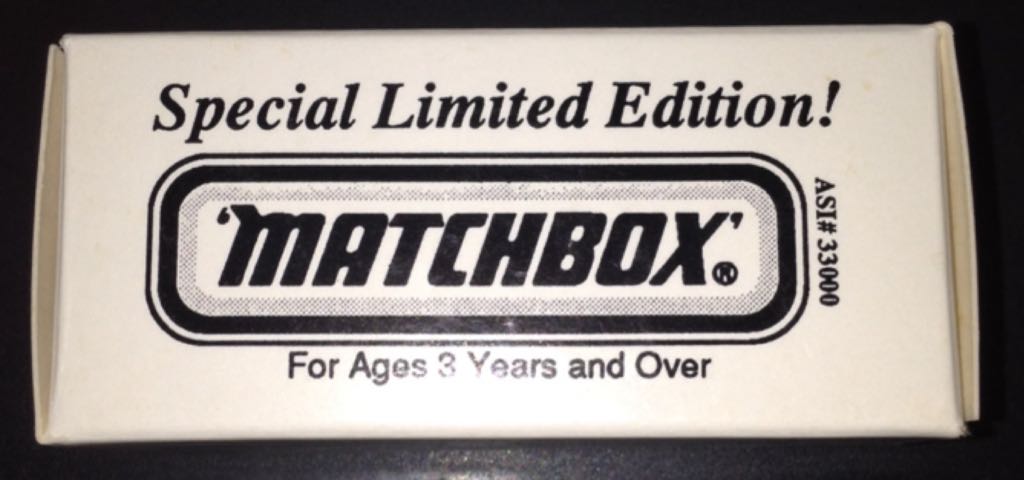 Special Limited Edition!
'MATCHBOX'®
ASI# 33000
For Ages 3 Years and Over